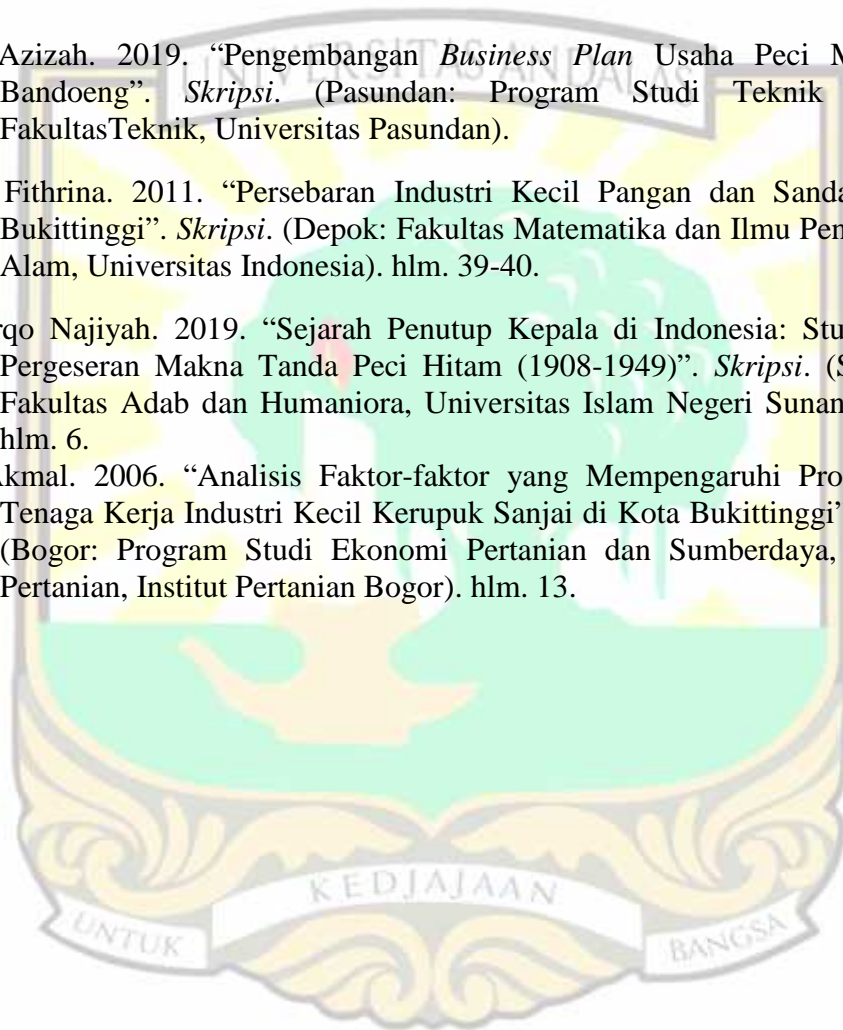 UNIVERSITAS ANDALAS
Azizah. 2019. “Pengembangan Business Plan Usaha Peci M
Bandoeng”. Skripsi. (Pasundan: Program Studi Teknik
FakultasTeknik, Universitas Pasundan).
Fithrina. 2011. “Persebaran Industri Kecil Pangan dan Sanda
Bukittinggi”. Skripsi. (Depok: Fakultas Matematika dan Ilmu Pen
Alam, Universitas Indonesia). hlm. 39-40.
rqo Najiyah. 2019. “Sejarah Penutup Kepala di Indonesia: Stu
Pergeseran Makna Tanda Peci Hitam (1908-1949)”. Skripsi. (S
Fakultas Adab dan Humaniora, Universitas Islam Negeri Sunan
hlm. 6.
Akmal. 2006. “Analisis Faktor-faktor yang Mempengaruhi Pro
Tenaga Kerja Industri Kecil Kerupuk Sanjai di Kota Bukittinggi”
(Bogor: Program Studi Ekonomi Pertanian dan Sumberdaya,
Pertanian, Institut Pertanian Bogor). hlm. 13.
UNTUK KEDJAJAAN BANGSA